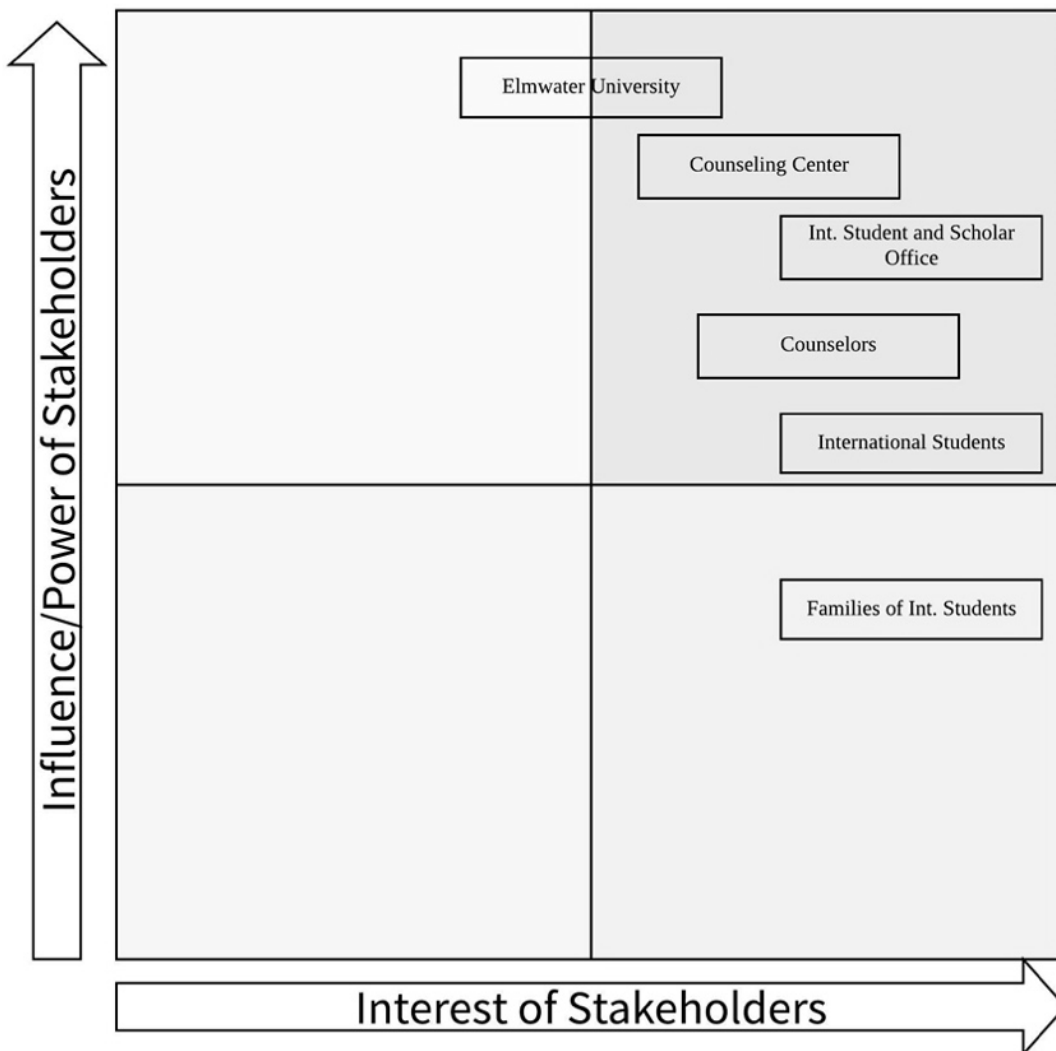 Influence/Power of Stakeholders
Elmwater University
Counseling Center
Int. Student and Scholar
Office
Counselors
International Students
Families of Int. Students
Interest of Stakeholders